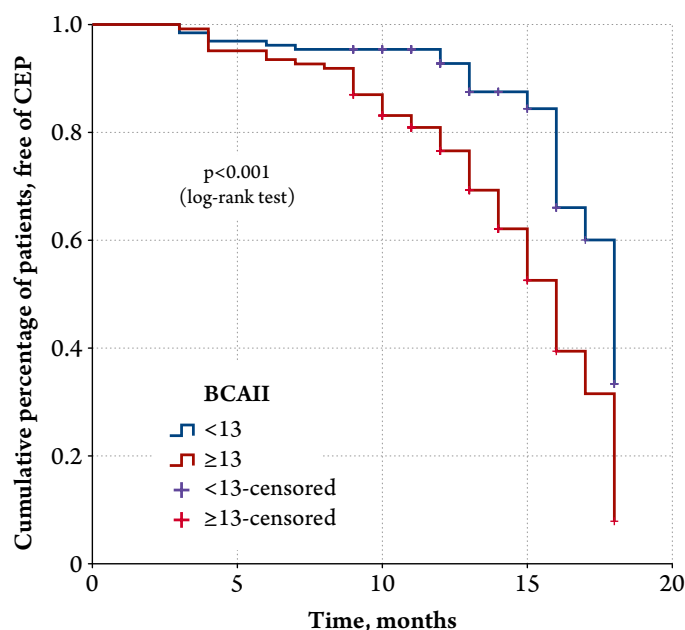 Cumulative percentage of patients, free of CEP
1.0
0.8
0.6
0.4
0.2
0
p<0.001
(log-rank test)
BCAII
<13
≥13
<13-censored
≥13-censored
0 5 10 15 20
Time, months